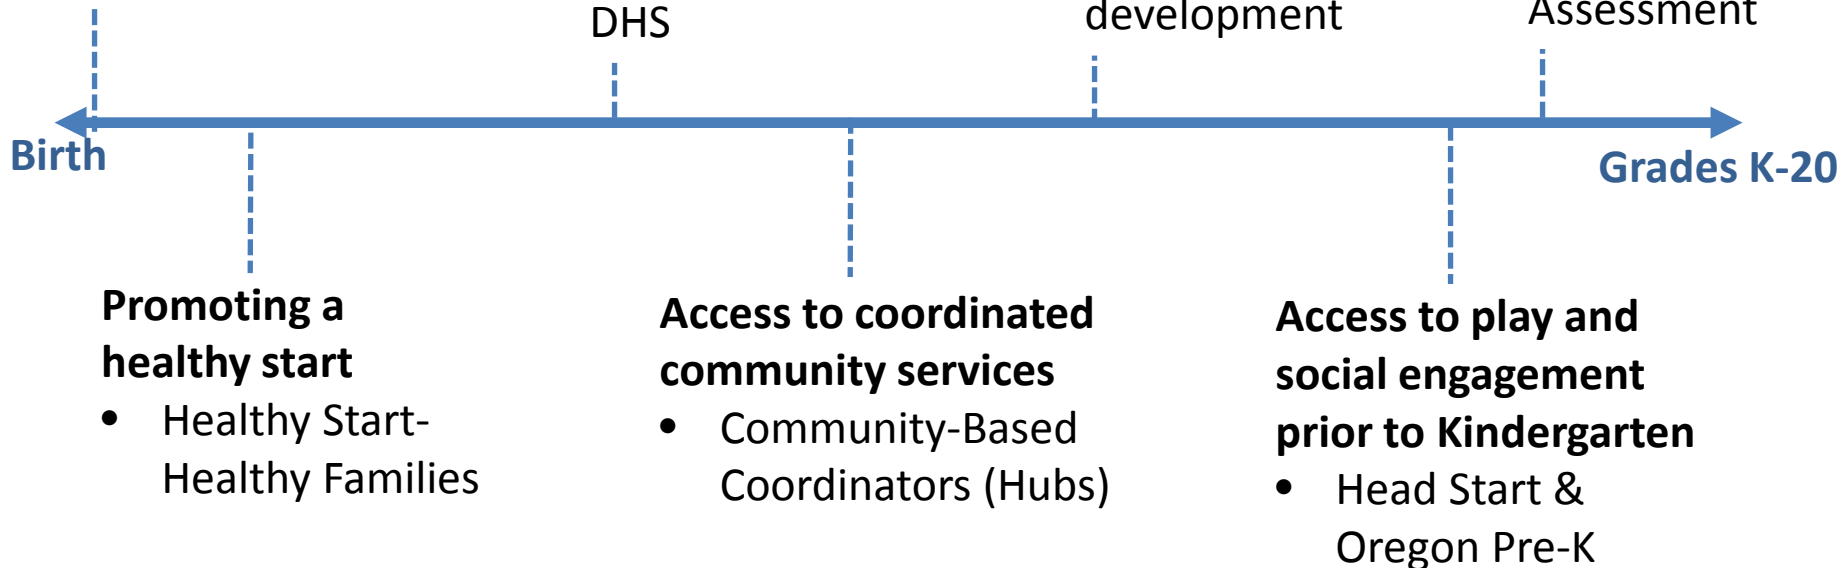 DHS
development
Assessment
Birth
Grades K-20
Promoting a
healthy start
• Healthy Start-
Healthy Families
Access to coordinated
community services
• Community-Based
Coordinators (Hubs)
Access to play and
social engagement
prior to Kindergarten
• Head Start &
Oregon Pre-K